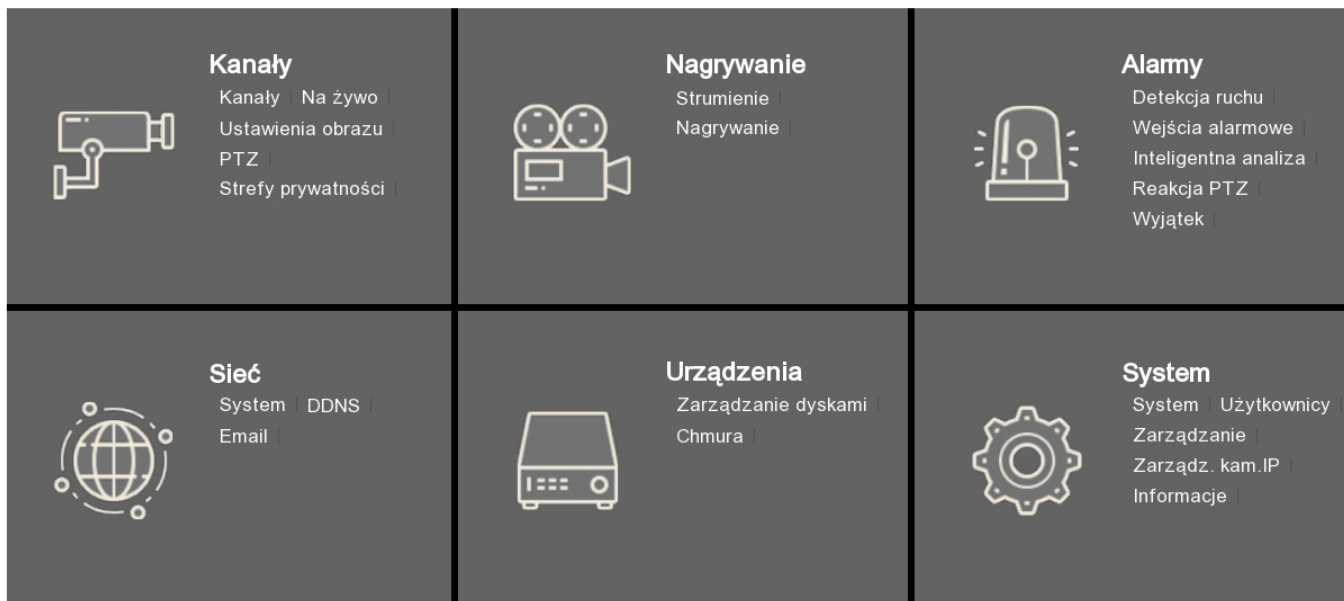 Kanały
Kanały | Na żywo |
Ustawienia obrazu |
PTZ |
Strefy prywatności |
Nagrywanie
Strumienie |
Nagrywanie |
Alarmy
Detekcja ruchu |
Wejścia alarmowe |
Inteligentna analiza |
Reakcja PTZ |
Wyjątek |
Sieć
System | DDNS |
Email |
Urządzenia
Zarządzanie dyskami |
Chmura |
System
System | Użytkownicy |
Zarządzanie |
Zarządz. kam.IP |
Informacje |